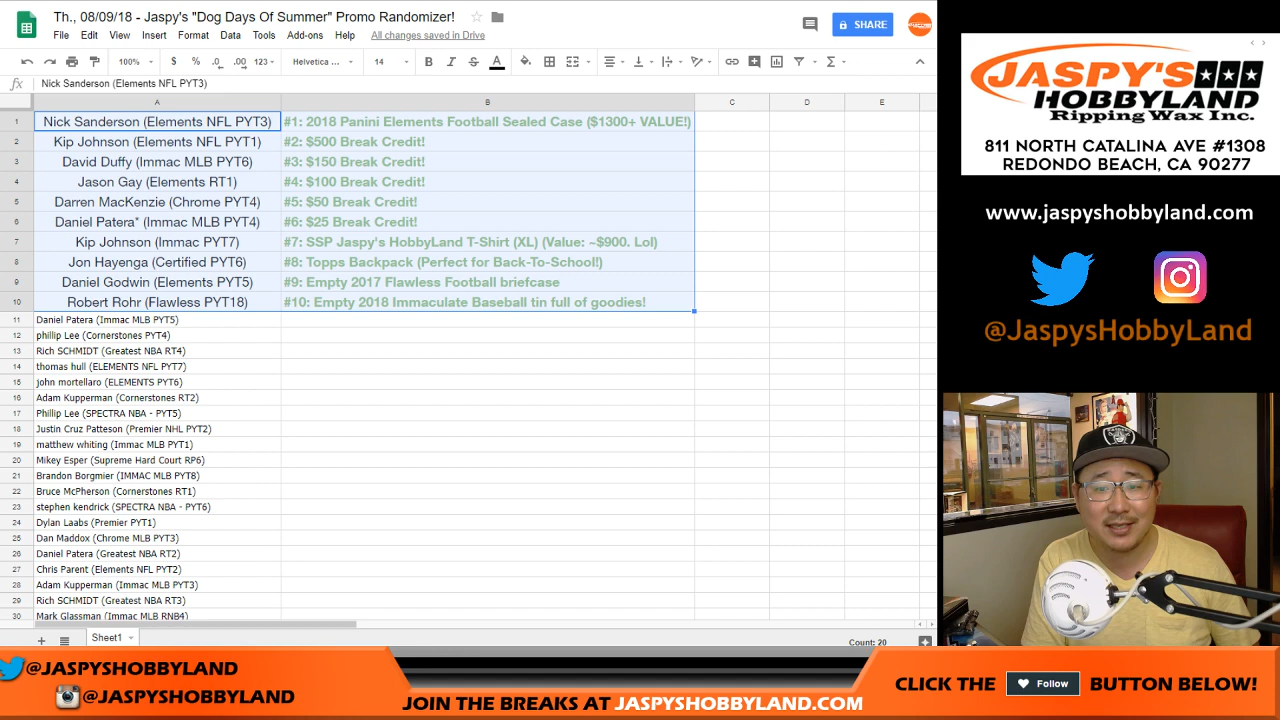 Th., 08/09/18 - Jaspy's "Dog Days Of Summer" Promo Randomizer!
File Edit View Insert Format Data Tools Add-ons Help All changes saved in Drive
SHARE
100% $ % .0 .00 123 Helvetica ... 14 B I S A
fx Nick Sanderson (Elements NFL PYT3)
A B C D E
1 Nick Sanderson (Elements NFL PYT3) #1: 2018 Panini Elements Football Sealed Case ($1300+ VALUE!)
2 Kip Johnson (Elements NFL PYT1) #2: $500 Break Credit!
3 David Duffy (Immac MLB PYT6) #3: $150 Break Credit!
4 Jason Gay (Elements RT1) #4: $100 Break Credit!
5 Darren MacKenzie (Chrome PYT4) #5: $50 Break Credit!
6 Daniel Patera* (Immac MLB PYT4) #6: $25 Break Credit!
7 Kip Johnson (Immac PYT7) #7: SSP Jaspy's HobbyLand T-Shirt (XL) (Value: ~$900. Lol)
8 Jon Hayenga (Certified PYT6) #8: Topps Backpack (Perfect for Back-To-School!)
9 Daniel Godwin (Elements PYT5) #9: Empty 2017 Flawless Football briefcase
10 Robert Rohr (Flawless PYT18) #10: Empty 2018 Immaculate Baseball tin full of goodies!
11 Daniel Patera (Immac MLB PYT5)
12 phillip Lee (Cornerstones PYT4)
13 Rich SCHMIDT (Greatest NBA RT4)
14 thomas hull (ELEMENTS NFL PYT7)
15 john mortellaro (ELEMENTS PYT6)
16 Adam Kupperman (Cornerstones RT2)
17 Phillip Lee (SPECTRA NBA - PYT5)
18 Justin Cruz Patteson (Premier NHL PYT2)
19 matthew whiting (Immac MLB PYT1)
20 Mikey Esper (Supreme Hard Court RP6)
21 Brandon Borgmier (IMMAC MLB PYT8)
22 Bruce McPherson (Cornerstones RT1)
23 stephen kendrick (SPECTRA NBA - PYT6)
24 Dylan Laabs (Premier PYT1)
25 Dan Maddox (Chrome MLB PYT3)
26 Daniel Patera (Greatest NBA RT2)
27 Chris Parent (Elements NFL PYT2)
28 Adam Kupperman (Immac MLB PYT3)
29 Rich SCHMIDT (Greatest NBA RT3)
30 Mark Glassman (Immac MLB RNB4)
Sheet1
Count: 20
JASPY'S
HOBBYLAND
Ripping Wax Inc.
811 NORTH CATALINA AVE #1308
REDONDO BEACH, CA 90277
www.jaspyshobbyland.com
@JaspysHobbyLand
@JASPYSHOBBYLAND
@JASPYSHOBBYLAND
JOIN THE BREAKS AT JASPYSHOBBYLAND.COM
CLICK THE Follow BUTTON BELOW!